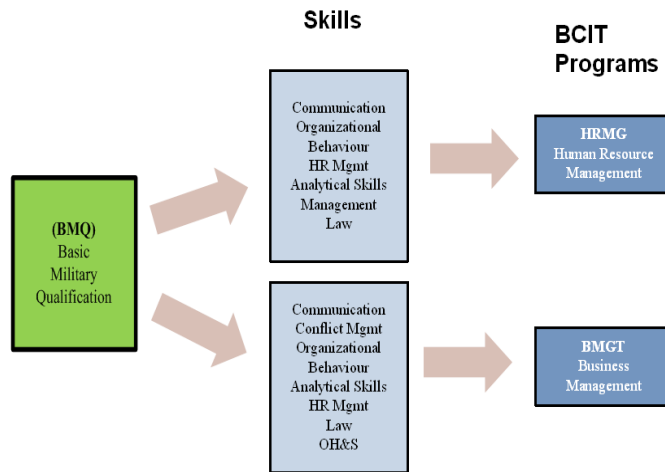 Skills
BCIT
Programs
(BMQ)
Basic
Military
Qualification
Communication
Organizational
Behaviour
HR Mgmt
Analytical Skills
Management
Law
HRMG
Human Resource
Management
Communication
Conflict Mgmt
Organizational
Behaviour
Analytical Skills
HR Mgmt
Law
OH&S
BMGT
Business
Management